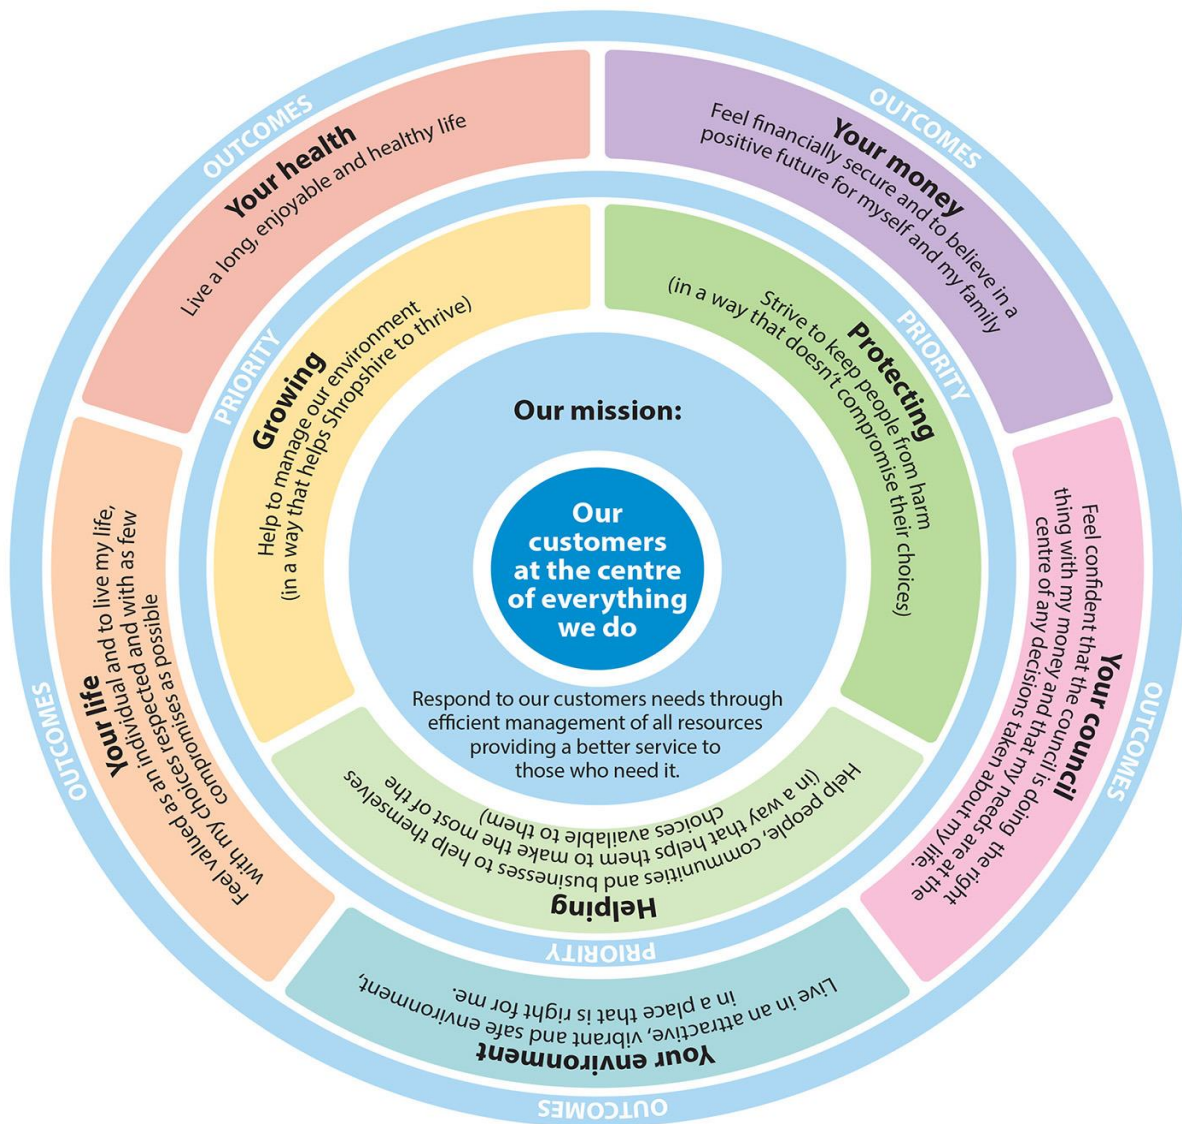 OUTCOMES
Your health
Live a long, enjoyable and healthy life
OUTCOMES
Your money
Feel financially secure and to believe in a
positive future for myself and my family
OUTCOMES
Your council
Feel confident that the council is doing the right
thing with my money and that my needs are at the
centre of any decisions taken about my life.
OUTCOMES
Your environment
Live in an attractive, vibrant and safe environment,
in a place that is right for me.
OUTCOMES
Your life
Feel valued as an individual and to live my life,
with my choices respected and with as few
compromises as possible
PRIORITY
Growing
Help to manage our environment
(in a way that helps Shropshire to thrive)
PRIORITY
Protecting
Strive to keep people from harm
(in a way that doesn't compromise their choices)
PRIORITY
Helping
Help people, communities and businesses to help themselves
(in a way that helps them to make the most of the
choices available to them)
Our mission:
Our
customers
at the centre
of everything
we do
Respond to our customers needs through
efficient management of all resources
providing a better service to
those who need it.